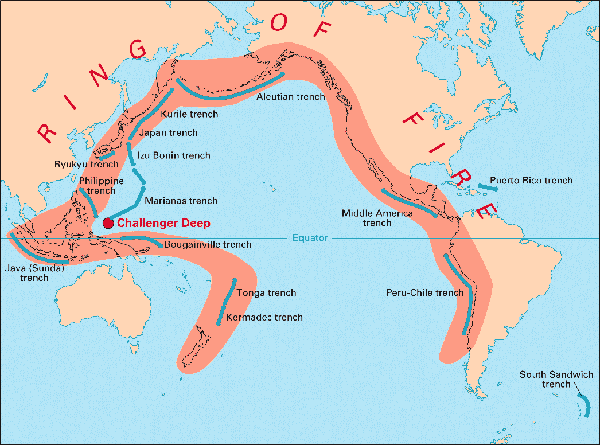 RING OF FIRE
Aleutian trench
Kurile trench
Japan trench
Izu Bonin trench
Ryukyu trench
Philippine
trench
Marianas trench
Challenger Deep
Puerto Rico trench
Middle America
trench
Equator
Bougainville trench
Java (Sunda)
trench
Tonga trench
Kermadec trench
Peru-Chile trench
South Sandwich
trench